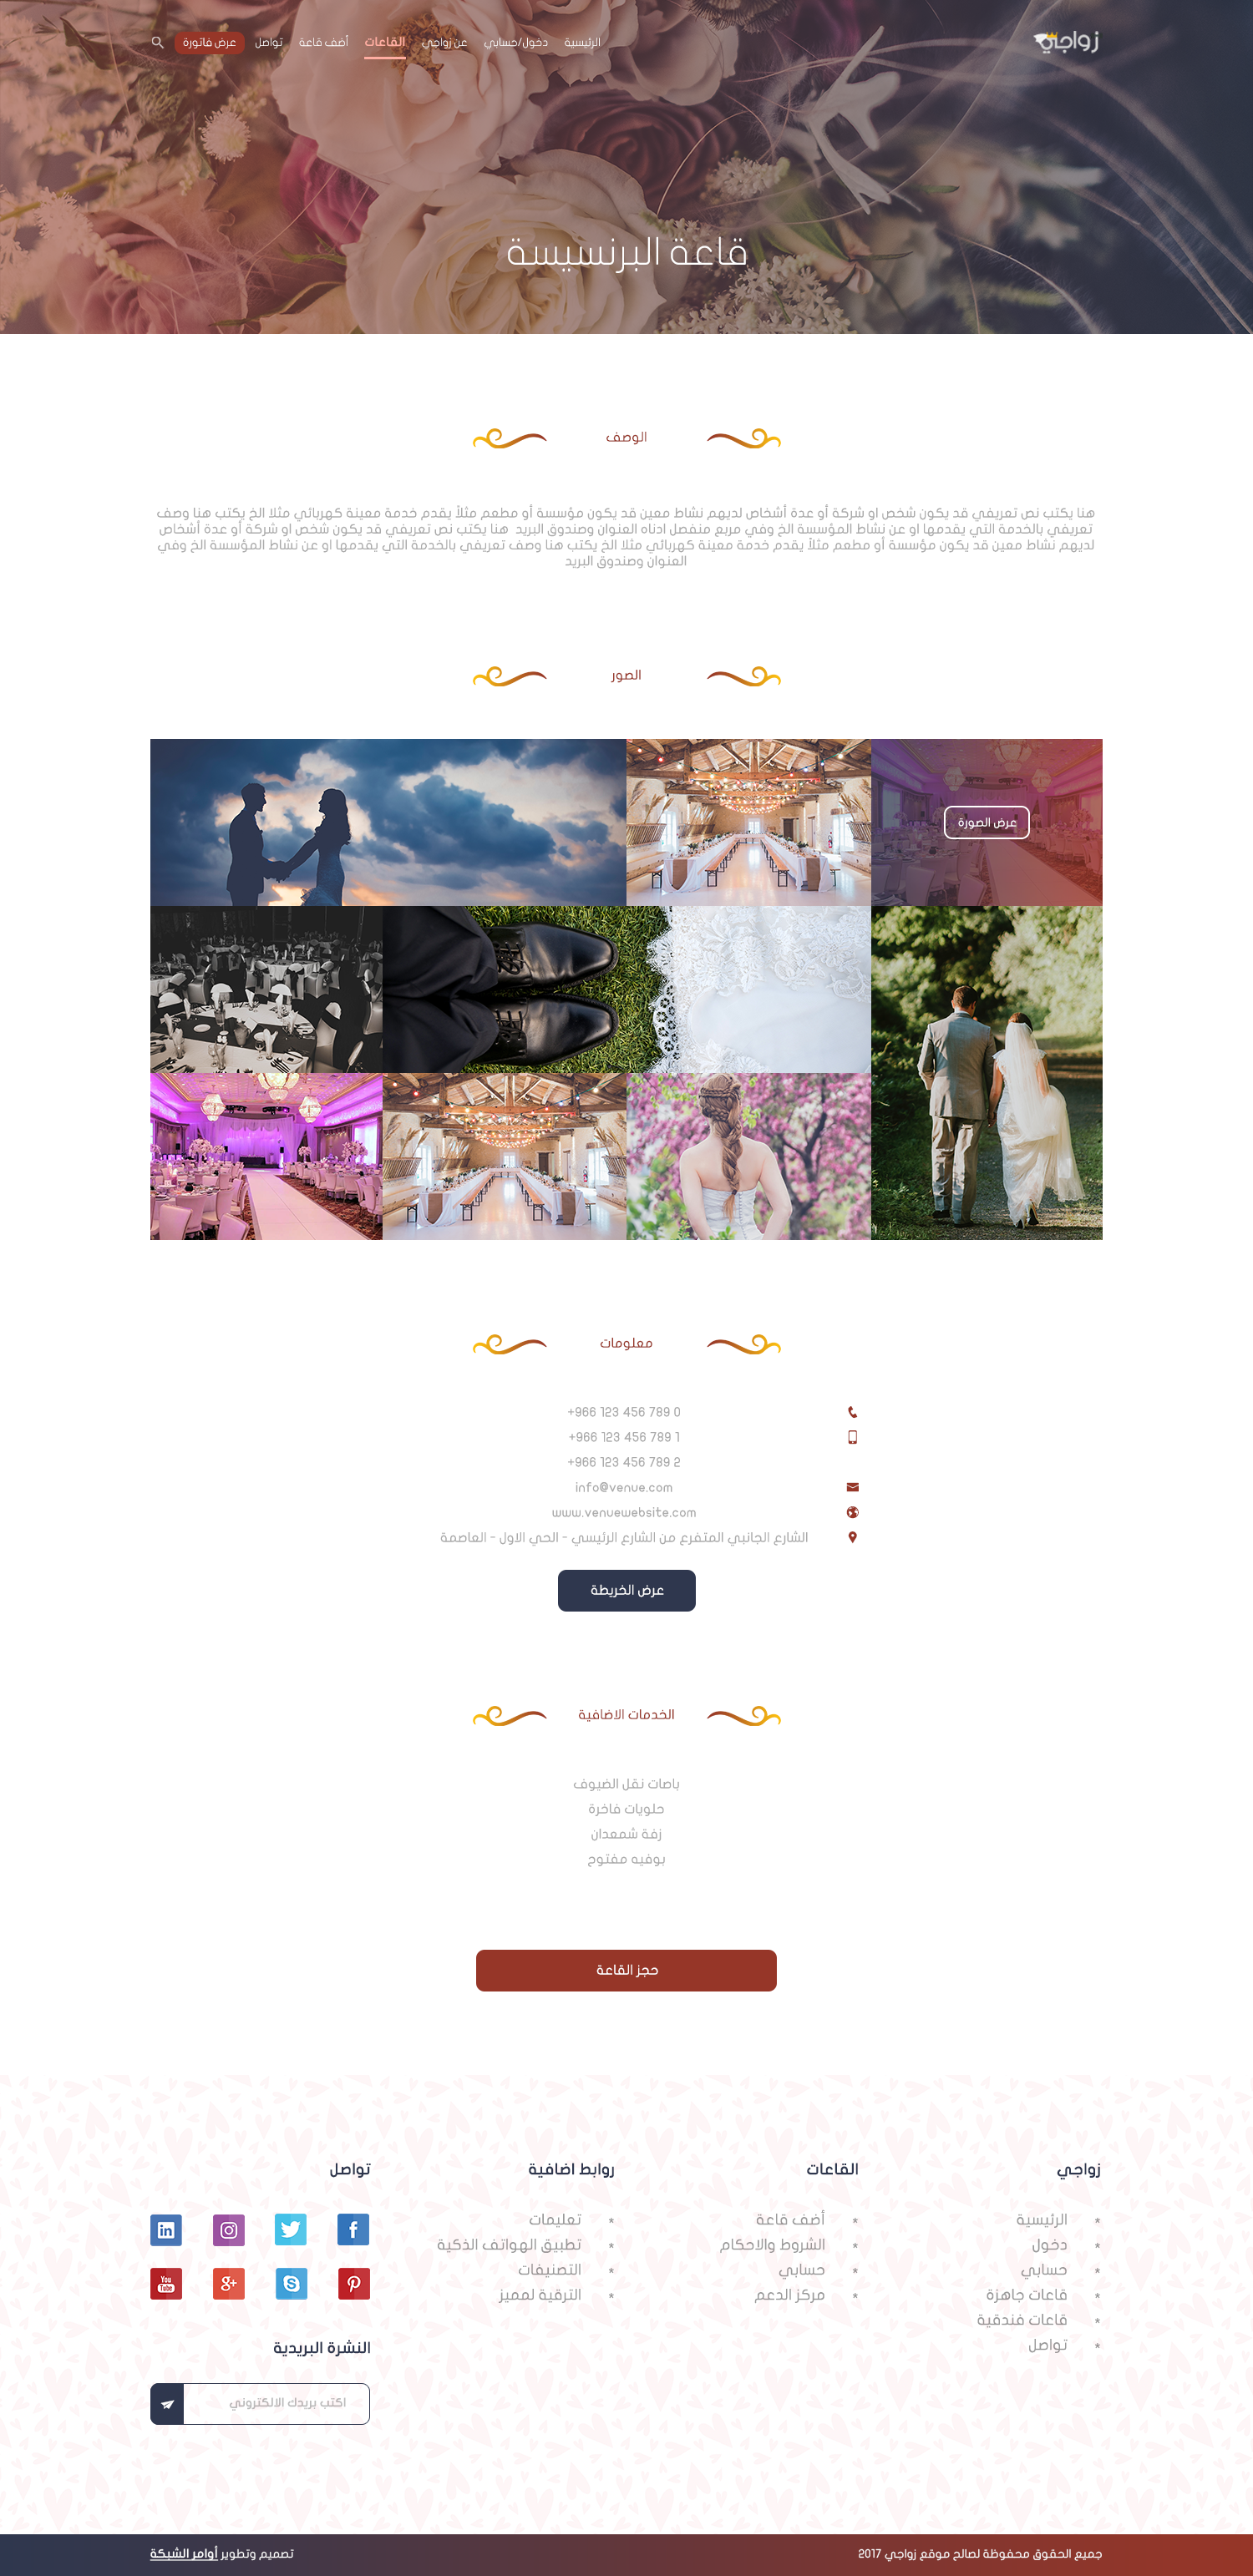 زواجي
الرئيسية دخول/حسابي عن زواجي القاعات أضف قاعة تواصل عرض فاتورة
قاعة البرنسيسة
الوصف
هنا يكتب نص تعريفي قد يكون شخص او شركة أو عدة أشخاص لديهم نشاط معين قد يكون مؤسسة أو مطعم مثلاً يقدم خدمة معينة كهربائي مثلا الخ يكتب هنا وصف
تعريفي بالخدمة التي يقدمها او عن نشاط المؤسسة الخ وفي مربع منفصل ادناه العنوان وصندوق البريد هنا يكتب نص تعريفي قد يكون شخص او شركة أو عدة أشخاص
لديهم نشاط معين قد يكون مؤسسة أو مطعم مثلاً يقدم خدمة معينة كهربائي مثلا الخ يكتب هنا وصف تعريفي بالخدمة التي يقدمها او عن نشاط المؤسسة الخ وفي
العنوان وصندوق البريد
الصور
عرض الصورة
معلومات
+966 123 456 789 0
+966 123 456 789 1
+966 123 456 789 2
info@venue.com
www.venuewebsite.com
الشارع الجانبي المتفرع من الشارع الرئيسي - الحي الاول - العاصمة
عرض الخريطة
الخدمات الاضافية
باصات نقل الضيوف
حلويات فاخرة
زفة شمعدان
بوفيه مفتوح
حجز القاعة
زواجي
* الرئيسية
* دخول
* حسابي
* قاعات جاهزة
* قاعات فندقية
* تواصل
القاعات
* أضف قاعة
* الشروط والاحكام
* حسابي
* مركز الدعم
روابط اضافية
* تعليمات
* تطبيق الهواتف الذكية
* التصنيفات
* الترقية لمميز
تواصل
You
Tube
النشرة البريدية
اكتب بريدك الالكتروني
جميع الحقوق محفوظة لصالح موقع زواجي 2017
تصميم وتطوير أوامر الشبكة